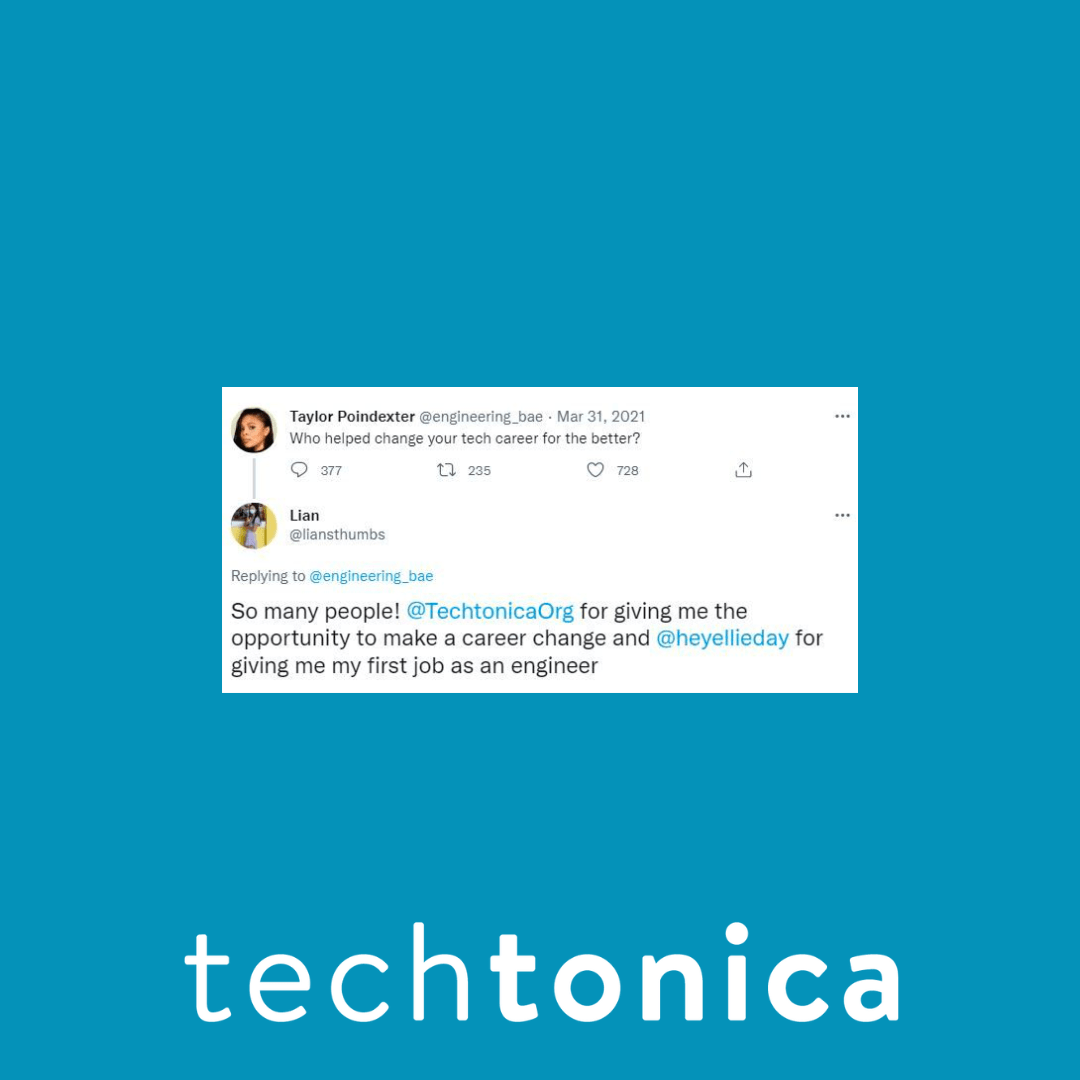 Taylor Poindexter @engineering_bae · Mar 31, 2021
Who helped change your tech career for the better?
377 235 728
Lian
@liansthumbs
Replying to @engineering_bae
So many people! @TechtonicaOrg for giving me the
opportunity to make a career change and @heyellieday for
giving me my first job as an engineer
techtonica